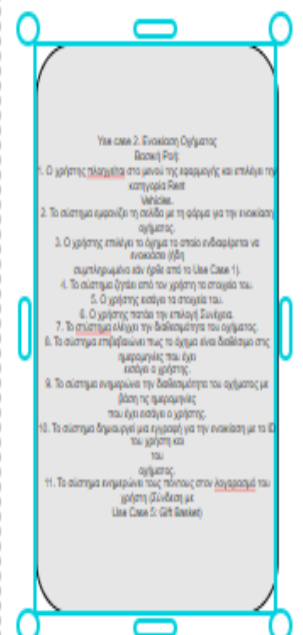 Yse case 2. Ενοικίαση Οχήματος
Βασική Ροή:
1. Ο χρήστης πλοηγείται στο μενού της εφαρμογής και επιλέγει την
κατηγορία Rent
Vehicles.
2. Το σύστημα εμφανίζει τη σελίδα με τη φόρμα για την ενοικίαση
οχήματος.
3. Ο χρήστης επιλέγει το όχημα το οποίο ενδιαφέρεται να
ενοικιάσει (ήδη
συμπληρωμένο εάν ήρθε από το Use Case 1).
4. Το σύστημα ζητάει από τον χρήστη τα στοιχεία του.
5. Ο χρήστης εισάγει τα στοιχεία του.
6. Ο χρήστης πατάει την επιλογή Συνέχεια.
7. Το σύστημα ελέγχει την διαθεσιμότητα του οχήματος.
8. Το σύστημα επιβεβαιώνει πως το όχημα είναι διαθέσιμο στις
ημερομηνίες που έχει
εισάγει ο χρήστης.
9. Το σύστημα ενημερώνει την διαθεσιμότητα του οχήματος με
βάση τις ημερομηνίες
που έχει εισάγει ο χρήστης.
10. Το σύστημα δημιουργεί μια εγγραφή για την ενοικίαση με το ID
του χρήστη και
του
οχήματος.
11. Το σύστημα ενημερώνει τους πόντους στον λογαριασμό του
χρήστη (Σύνδεση με
Use Case 5: Gift Basket)